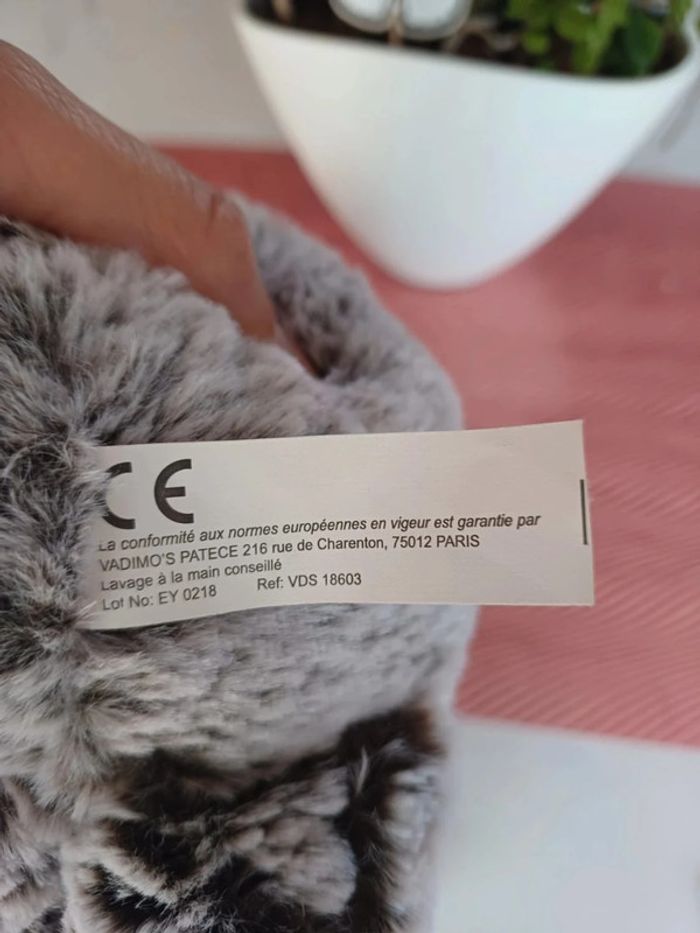 CE
La conformité aux normes européennes en vigeur est garantie par
VADIMO'S PATECE 216 rue de Charenton, 75012 PARIS
Lavage à la main conseillé
Lot No: EY 0218 Ref: VDS 18603